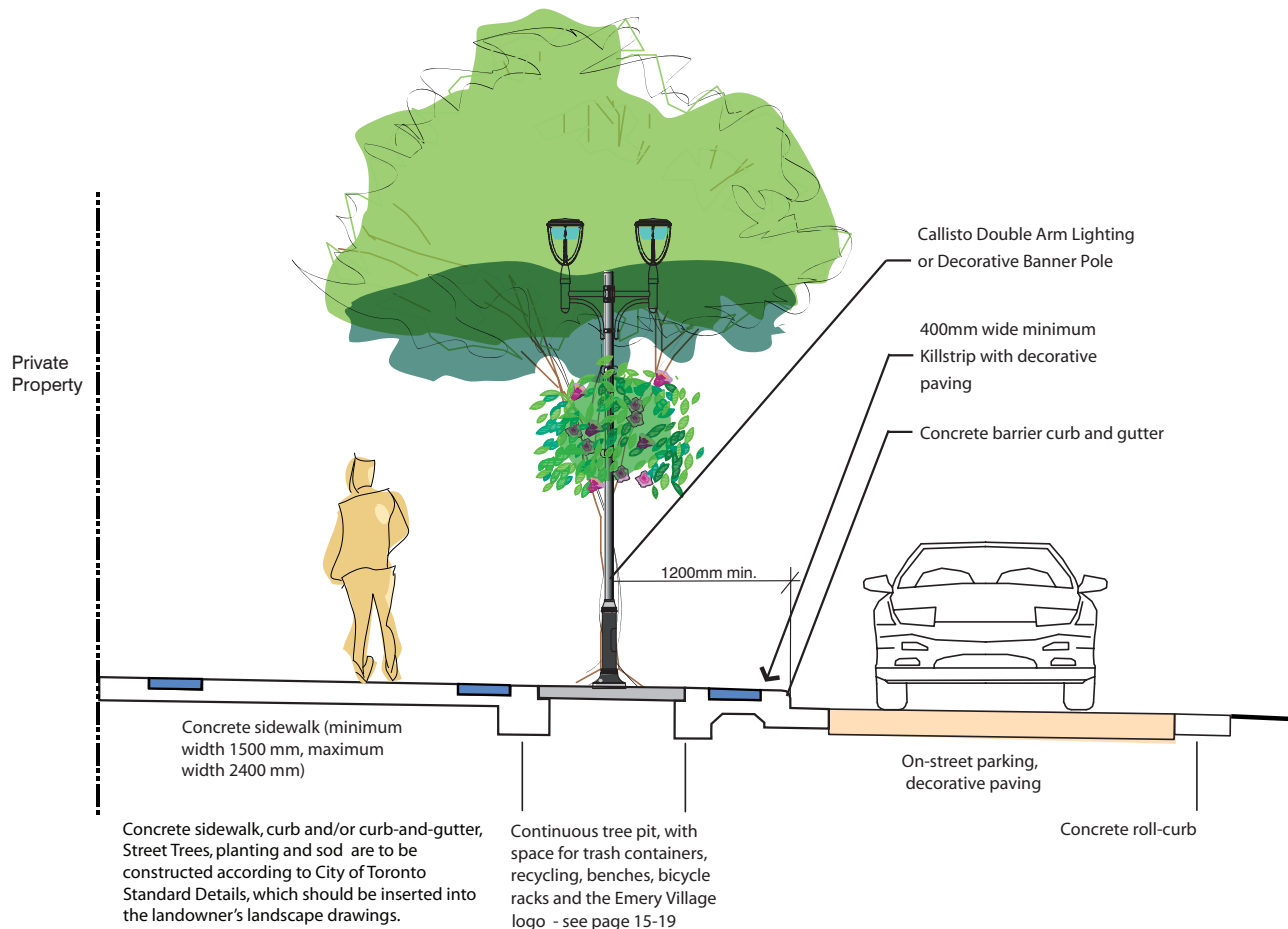 Callisto Double Arm Lighting
or Decorative Banner Pole
400mm wide minimum
Killstrip with decorative
paving
Private
Property
Concrete barrier curb and gutter
1200mm min.
Concrete sidewalk (minimum
width 1500 mm, maximum
width 2400 mm)
On-street parking,
decorative paving
Concrete sidewalk, curb and/or curb-and-gutter,
Street Trees, planting and sod are to be
constructed according to City of Toronto
Standard Details, which should be inserted into
the landowner's landscape drawings.
Continuous tree pit, with
space for trash containers,
recycling, benches, bicycle
racks and the Emery Village
logo - see page 15-19
Concrete roll-curb